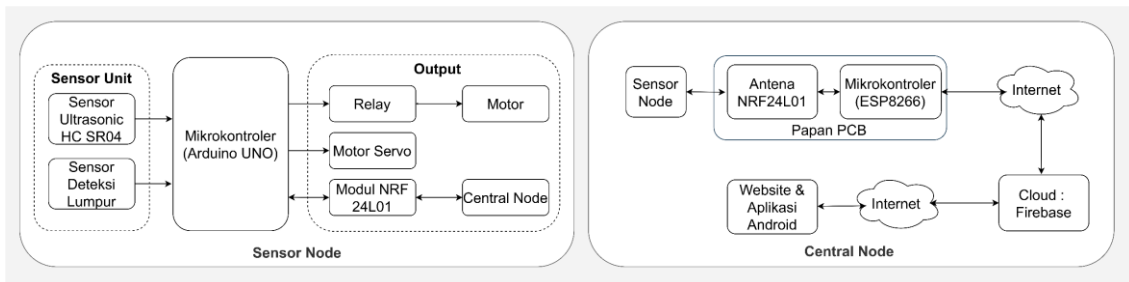 Sensor Unit
Sensor
Ultrasonic
HC SR04
Sensor
Deteksi
Lumpur
Mikrokontroler
(Arduino UNO)
Output
Relay
Motor
Motor Servo
Modul NRF
24L01
Central Node
Sensor Node
Sensor
Node
Antena
NRF24L01
Mikrokontroler
(ESP8266)
Papan PCB
Internet
Website &
Aplikasi
Android
Internet
Cloud :
Firebase
Central Node